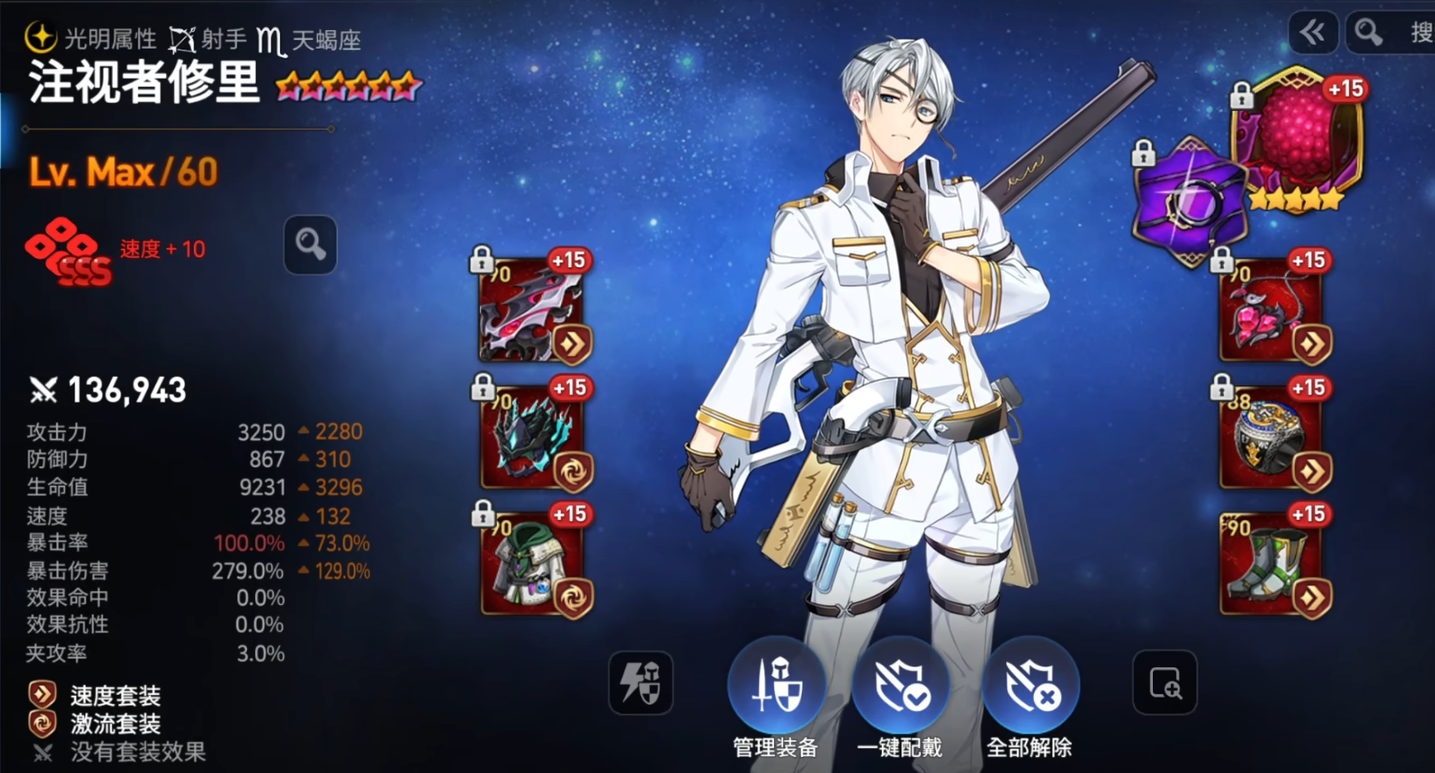 光明属性 射手 天蝎座
注视者修里
Lv. Max/60
SSS 速度+10
136,943
攻击力 3250 2280
防御力 867 310
生命值 9231 3296
速度 238 132
暴击率 100.0% 73.0%
暴击伤害 279.0% 129.0%
效果命中 0.0%
效果抗性 0.0%
夹攻率 3.0%
速度套装
激流套装
没有套装效果
90 +15
90 +15
90 +15
搜
+15
90 +15
88 +15
90 +15
管理装备 一键配戴 全部解除